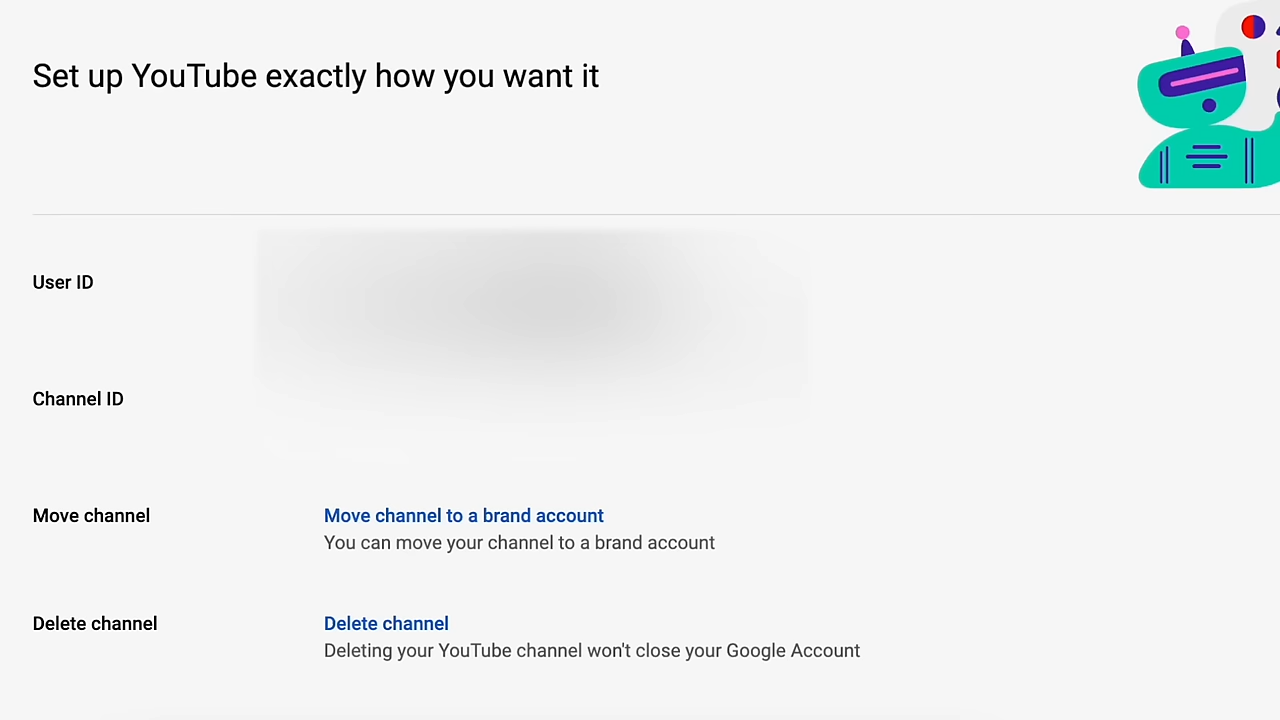 Set up YouTube exactly how you want it
User ID
Channel ID
Move channel
Move channel to a brand account
You can move your channel to a brand account
Delete channel
Delete channel
Deleting your YouTube channel won't close your Google Account